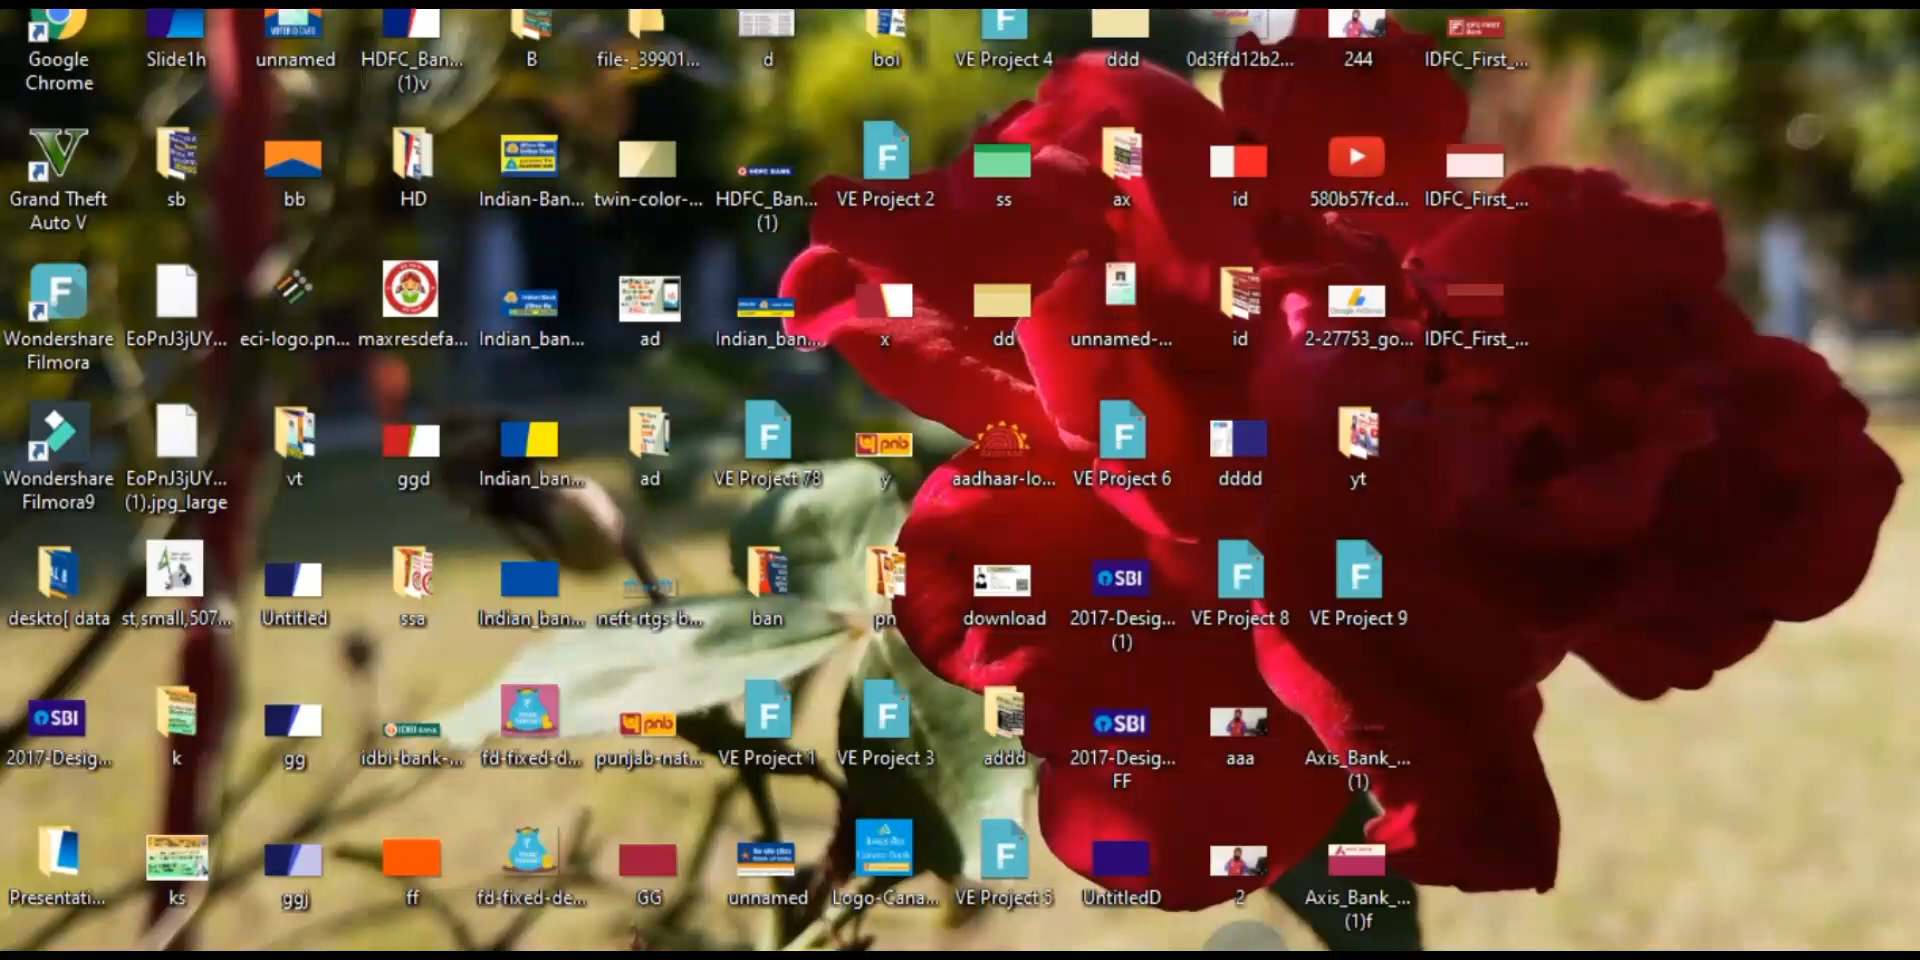 Google
Chrome
Slide1h
unnamed
HDFC_Ban...
(1)v
B
file-_39901...
d
boi
VE Project 4
ddd
0d3ffd12b2...
244
IDFC_First_...
Grand Theft
Auto V
sb
bb
HD
Indian-Ban...
twin-color-...
HDFC BANK
HDFC_Ban...
(1)
VE Project 2
ss
ax
id
580b57fcd...
IDFC_First_...
Wondershare
Filmora
EoPnJ3jUY...
eci-logo.pn...
maxresdefa...
Indian_ban...
ad
Indian_ban...
x
dd
unnamed-...
id
2-27753_go...
IDFC_First_...
Wondershare
Filmora9
EoPnJ3jUY...
(1).jpg_large
vt
ggd
Indian_ban...
ad
VE Project 78
pnb
y
aadhaar-lo...
VE Project 6
dddd
yt
deskto[ data
st,small,507...
Untitled
ssa
Indian_ban...
neft-rtgs-b...
ban
pn
download
SBI
2017-Desig...
(1)
VE Project 8
VE Project 9
SBI
2017-Desig...
k
gg
IDBI BANK
idbi-bank-...
fd-fixed-d...
pnb
punjab-nat...
VE Project 1
VE Project 3
addd
SBI
2017-Desig...
FF
aaa
Axis_Bank_...
(1)
Presentati...
ks
ggj
ff
fd-fixed-de...
GG
unnamed
Logo-Cana...
VE Project 5
UntitledD
2
Axis_Bank_...
(1)f